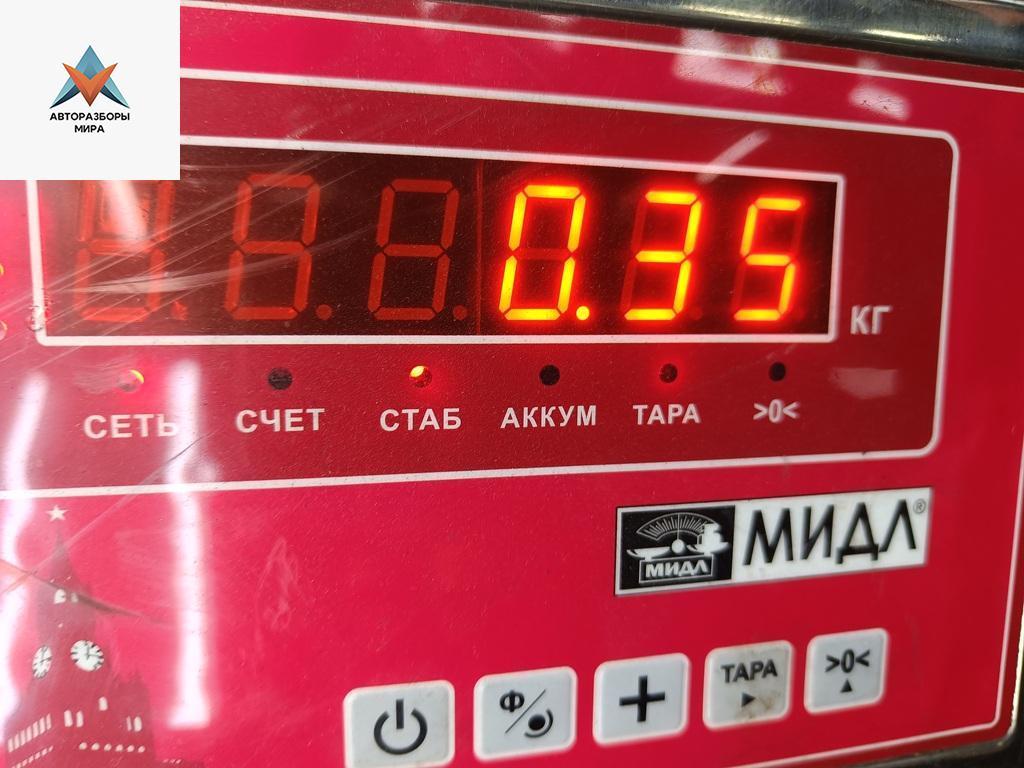 АВТОРАЗБОРЫ
МИРА
0.35
КГ
СЕТЬ СЧЕТ СТАБ АККУМ ТАРА >0<
МИДЛ МИДЛ®
Ф + ТАРА >0<